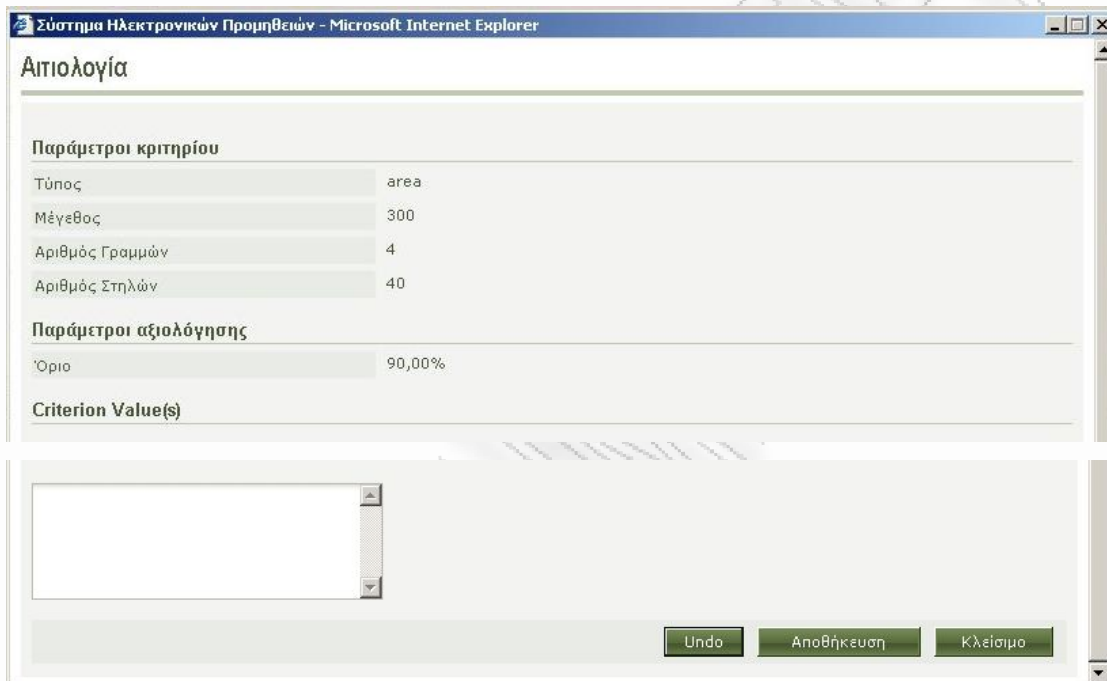 Σύστημα Ηλεκτρονικών Προμηθειών - Microsoft Internet Explorer
Αιτιολογία
Παράμετροι κριτηρίου
Τύπος area
Μέγεθος 300
Αριθμός Γραμμών 4
Αριθμός Στηλών 40
Παράμετροι αξιολόγησης
Όριο 90,00%
Criterion Value(s)
Undo Αποθήκευση Κλείσιμο